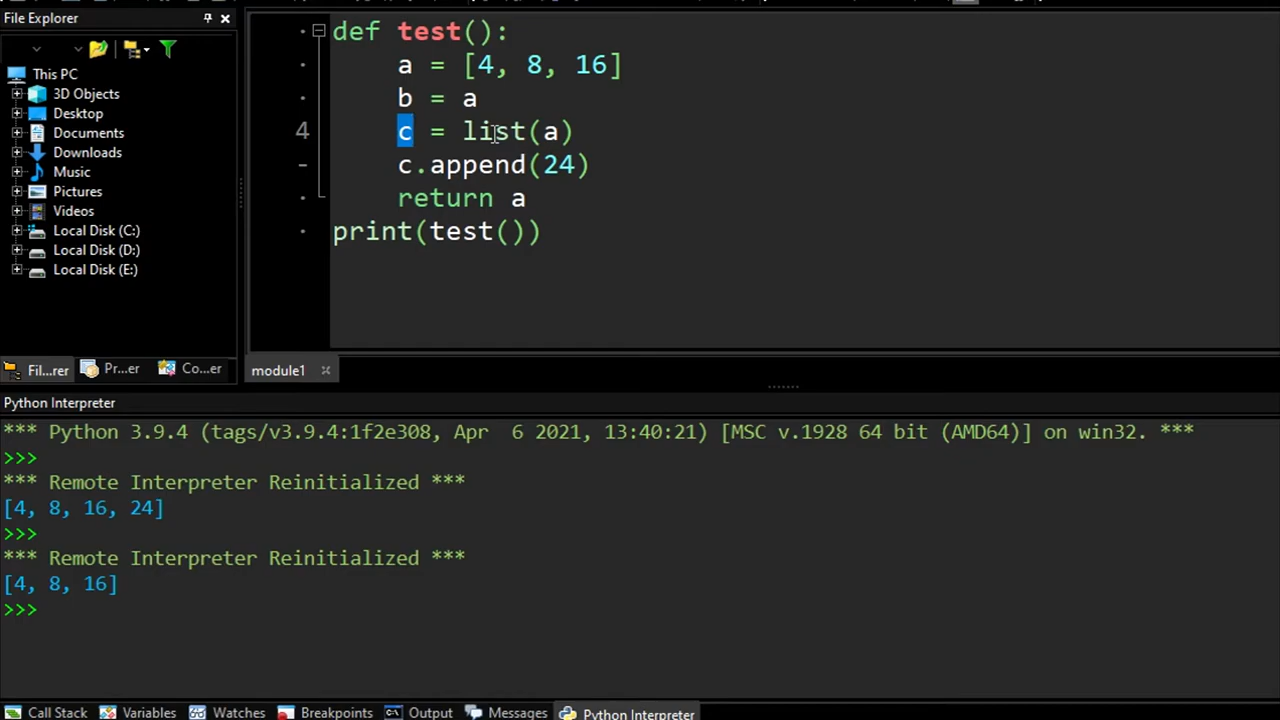 File Explorer
This PC
3D Objects
Desktop
Documents
Downloads
Music
Pictures
Videos
Local Disk (C:)
Local Disk (D:)
Local Disk (E:)
Fil...rer
Pr...er
Co...er
def test():
a = [4, 8, 16]
b = a
4 c = list(a)
c.append(24)
return a
print(test())
module1
Python Interpreter
*** Python 3.9.4 (tags/v3.9.4:1f2e308, Apr  6 2021, 13:40:21) [MSC v.1928 64 bit (AMD64)] on win32. ***
>>>
*** Remote Interpreter Reinitialized ***
[4, 8, 16, 24]
>>>
*** Remote Interpreter Reinitialized ***
[4, 8, 16]
>>>
Call Stack Variables Watches Breakpoints Output Messages Python Interpreter